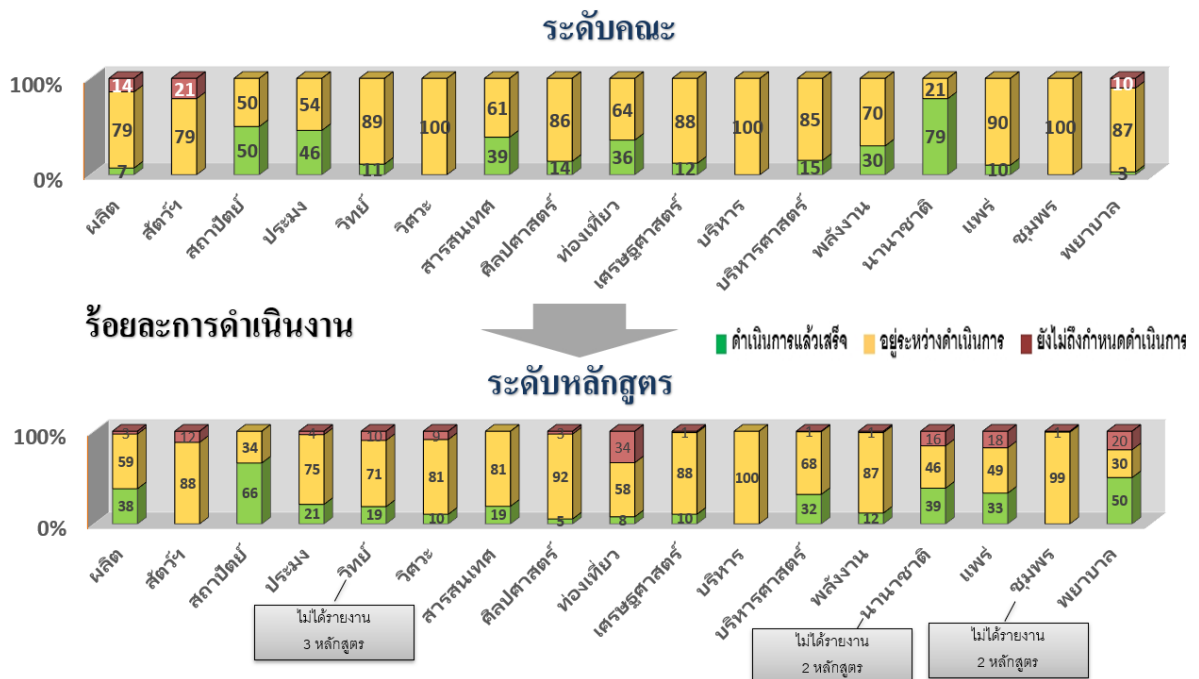 ระดับคณะ
100%
14 21 10
79 79 50 54 89 100 61 86 64 88 100 85 70 21 90 100 87
7 50 46 11 39 14 36 12 15 30 79 10 3
0%
ผลิต สัตว์ฯ สถาปัตย์ ประมง วิทย์ วิศวะ สารสนเทศ ศิลปศาสตร์ ท่องเที่ยว เศรษฐศาสตร์ บริหาร บริหารศาสตร์ พลังงาน นานาชาติ แพร่ ชุมพร พยาบาล
ร้อยละการดำเนินงาน
ดำเนินการแล้วเสร็จ อยู่ระหว่างดำเนินการ ยังไม่ถึงกำหนดดำเนินการ
ระดับหลักสูตร
100%
3 12 4 10 9 3 34 1 1 1 16 18 1 20
59 88 34 75 71 81 81 92 58 88 100 68 87 46 49 99 30
38 66 21 19 10 19 5 8 10 32 12 39 33 50
0%
ผลิต สัตว์ฯ สถาปัตย์ ประมง วิทย์ วิศวะ สารสนเทศ ศิลปศาสตร์ ท่องเที่ยว เศรษฐศาสตร์ บริหาร บริหารศาสตร์ พลังงาน นานาชาติ แพร่ ชุมพร พยาบาล
ไม่ได้รายงาน
3 หลักสูตร
ไม่ได้รายงาน
2 หลักสูตร
ไม่ได้รายงาน
2 หลักสูตร